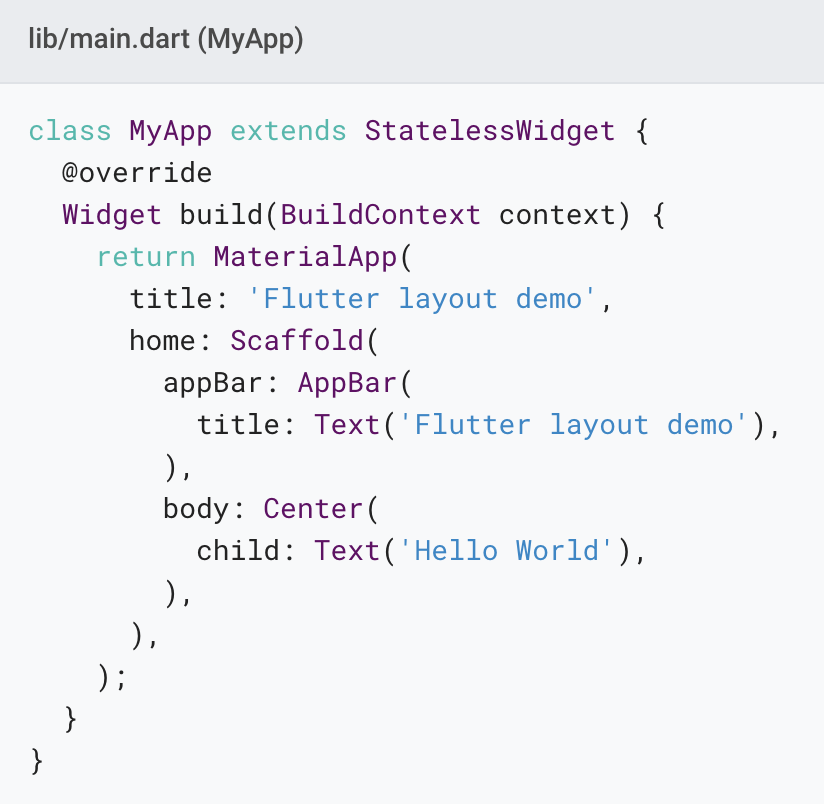 lib/main.dart (MyApp)
class MyApp extends StatelessWidget {
  @override
  Widget build(BuildContext context) {
    return MaterialApp(
      title: 'Flutter layout demo',
      home: Scaffold(
        appBar: AppBar(
          title: Text('Flutter layout demo'),
        ),
        body: Center(
          child: Text('Hello World'),
        ),
      ),
    );
  }
}